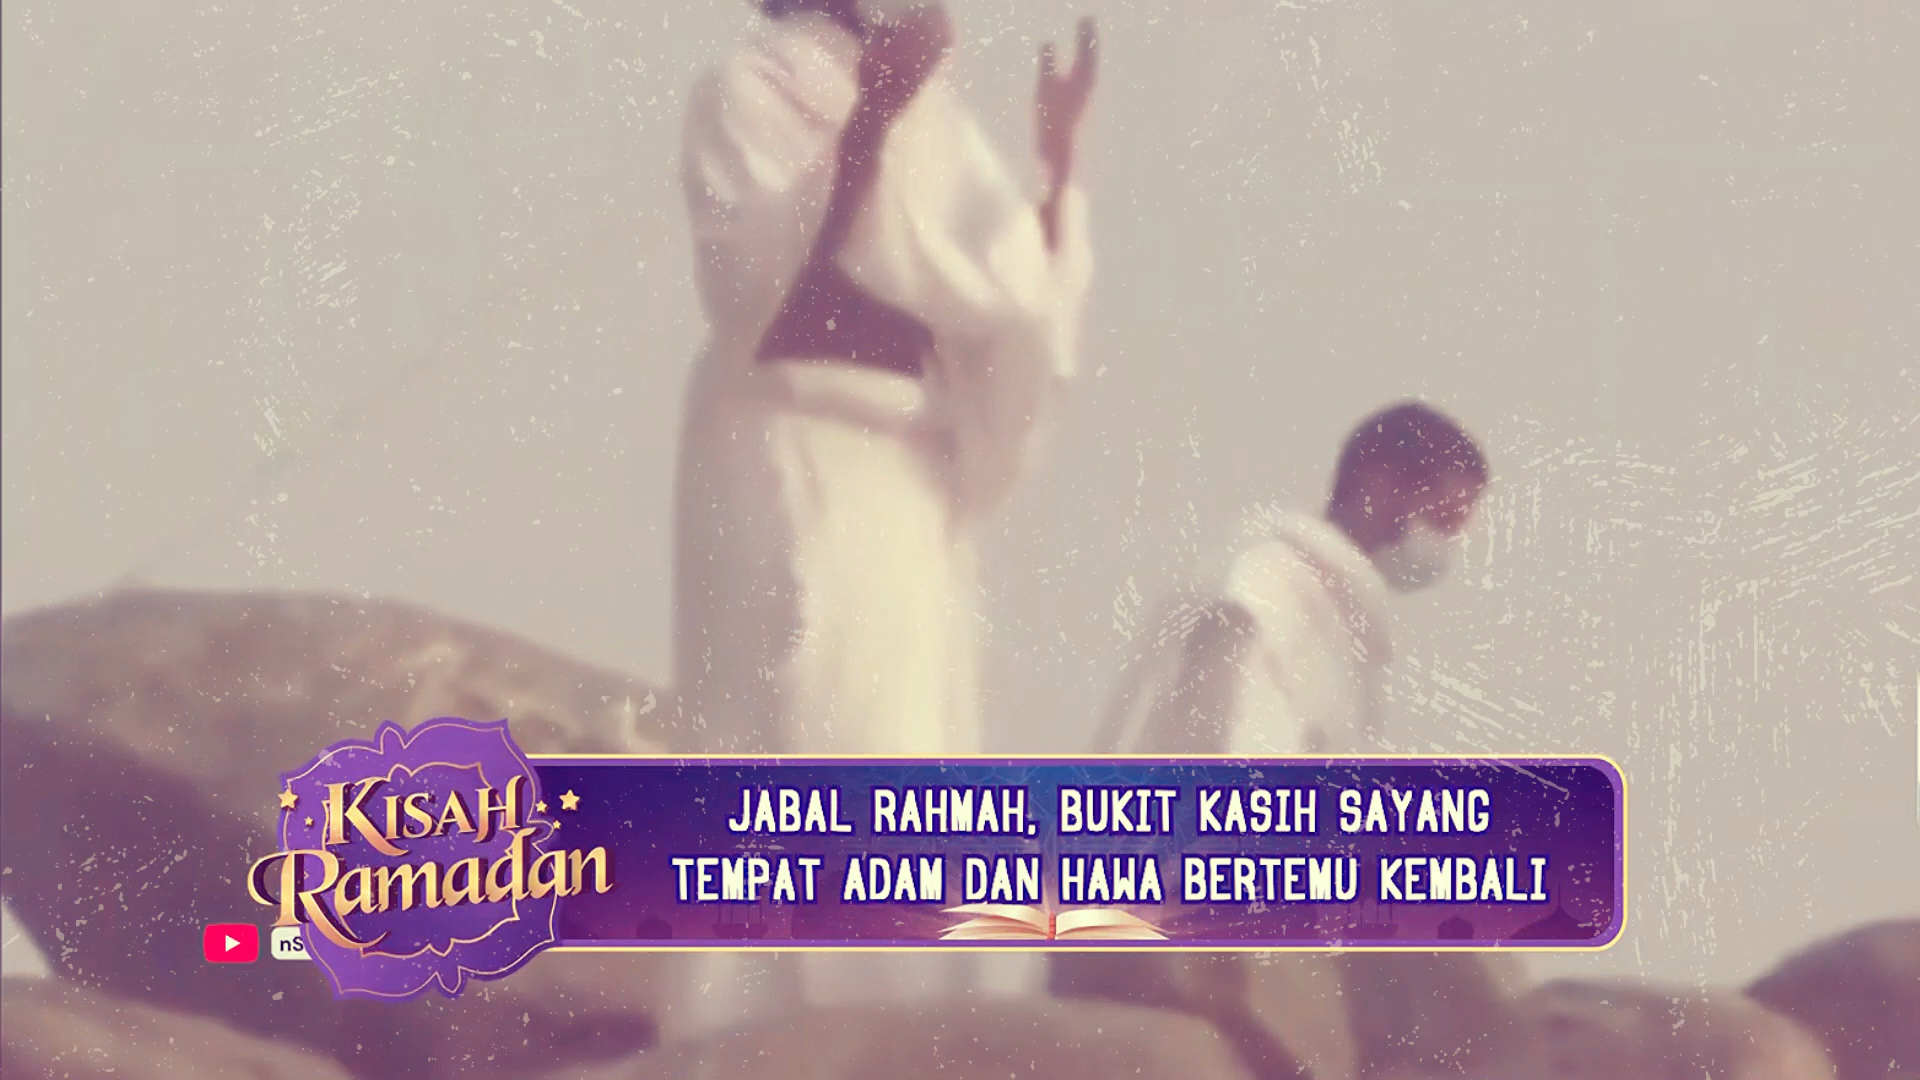 KISAH
Ramadan
JABAL RAHMAH, BUKIT KASIH SAYANG
TEMPAT ADAM DAN HAWA BERTEMU KEMBALI